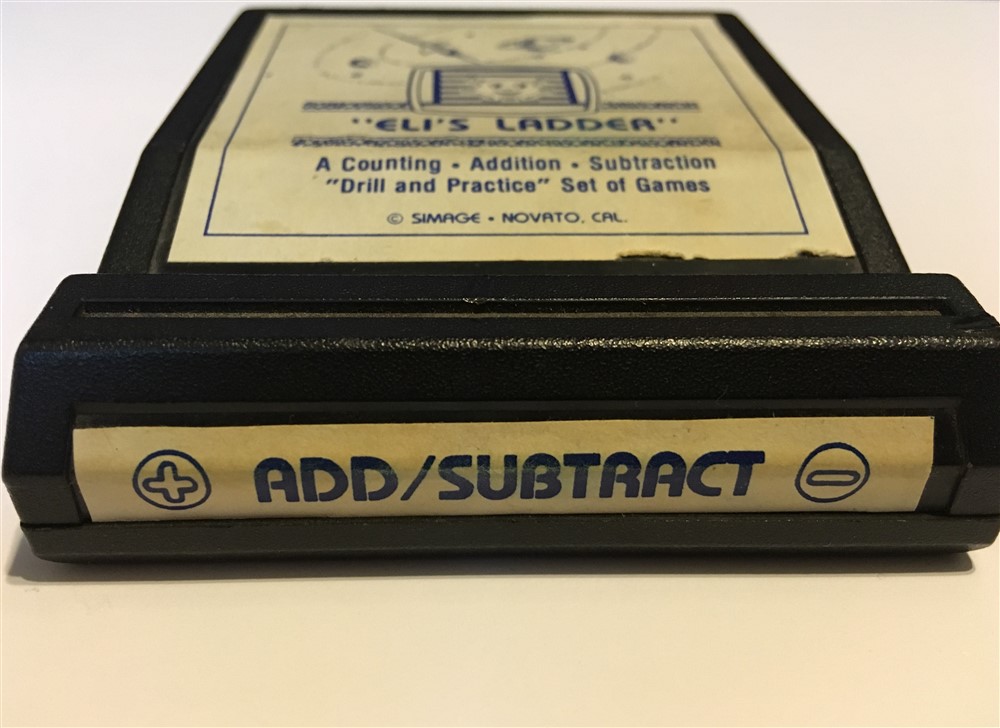 "ELI'S LADDER"
A Counting • Addition • Subtraction
"Drill and Practice" Set of Games
© SIMAGE • NOVATO, CAL.
ADD/SUBTRACT